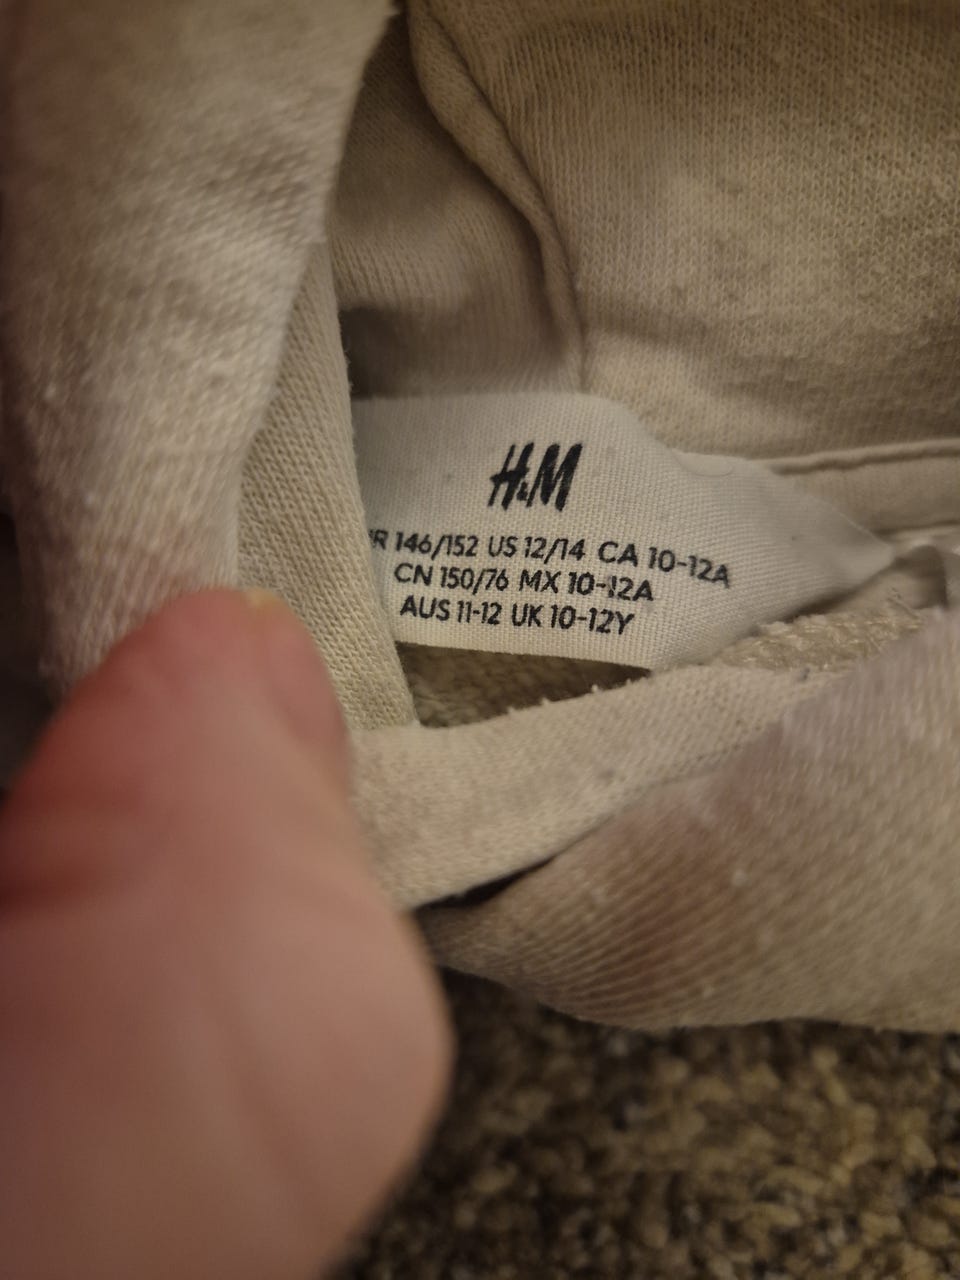 H&M
146/152 US 12/14 CA 10-12A
CN 150/76 MX 10-12A
AUS 11-12 UK 10-12Y